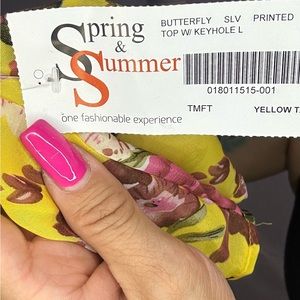 Spring
&
Summer
one fashionable experience
BUTTERFLY SLV PRINTED
TOP W/ KEYHOLE L
018011515-001
TMFT YELLOW